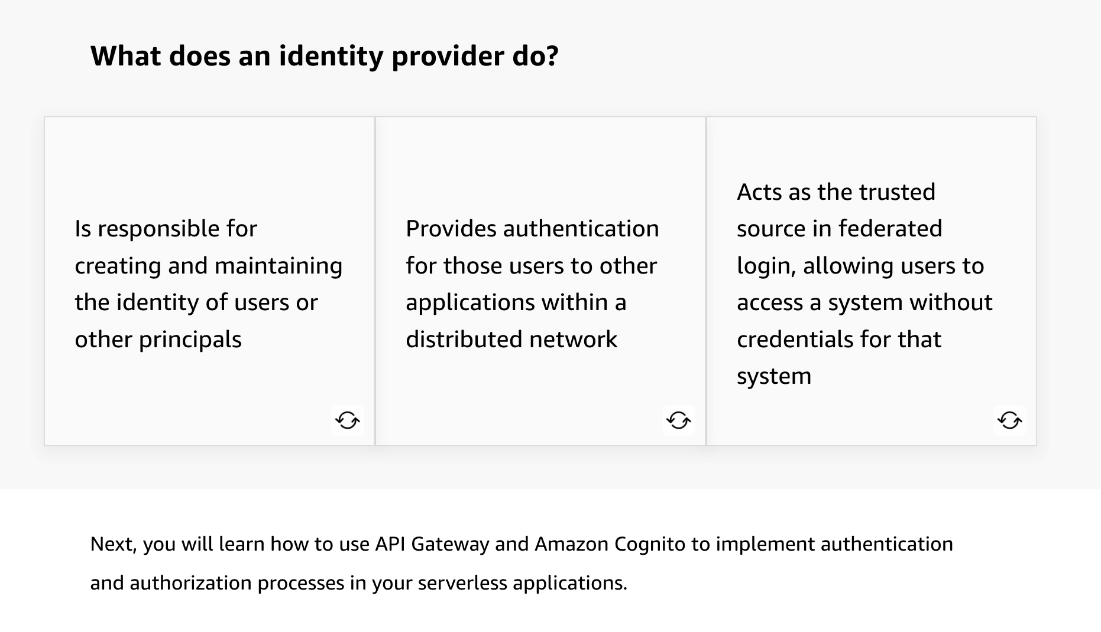 What does an identity provider do?
Is responsible for
creating and maintaining
the identity of users or
other principals
Provides authentication
for those users to other
applications within a
distributed network
Acts as the trusted
source in federated
login, allowing users to
access a system without
credentials for that
system
Next, you will learn how to use API Gateway and Amazon Cognito to implement authentication
and authorization processes in your serverless applications.